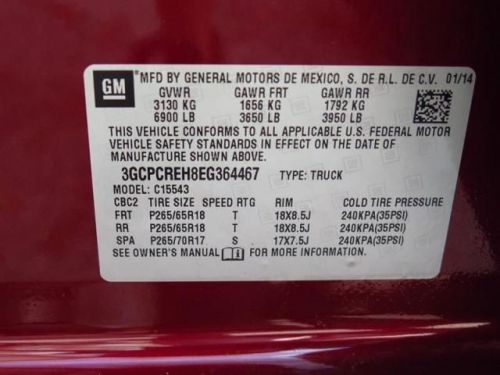 GM MFD BY GENERAL MOTORS DE MEXICO, S. DE R.L. DE C.V. 01/14
GVWR GAWR FRT GAWR RR
3130 KG 1656 KG 1792 KG
6900 LB 3650 LB 3950 LB
THIS VEHICLE CONFORMS TO ALL APPLICABLE U.S. FEDERAL MOTOR
VEHICLE SAFETY STANDARDS IN EFFECT ON THE DATE OF
MANUFACTURE SHOWN ABOVE.
3GCPCREH8EG364467 TYPE: TRUCK
MODEL: C15543
CBC2 TIRE SIZE SPEED RTG RIM COLD TIRE PRESSURE
FRT P265/65R18 T 18X8.5J 240KPA(35PSI)
RR P265/65R18 T 18X8.5J 240KPA(35PSI)
SPA P265/70R17 S 17X7.5J 240KPA(35PSI)
SEE OWNER'S MANUAL FOR MORE INFORMATION.